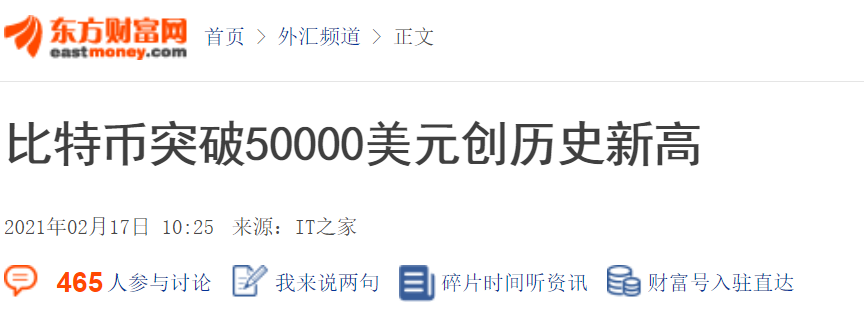 东方财富网 首页 > 外汇频道 > 正文
eastmoney.com
比特币突破50000美元创历史新高
2021年02月17日 10:25 来源：IT之家
465人参与讨论 我来说两句 碎片时间听资讯 财富号入驻直达